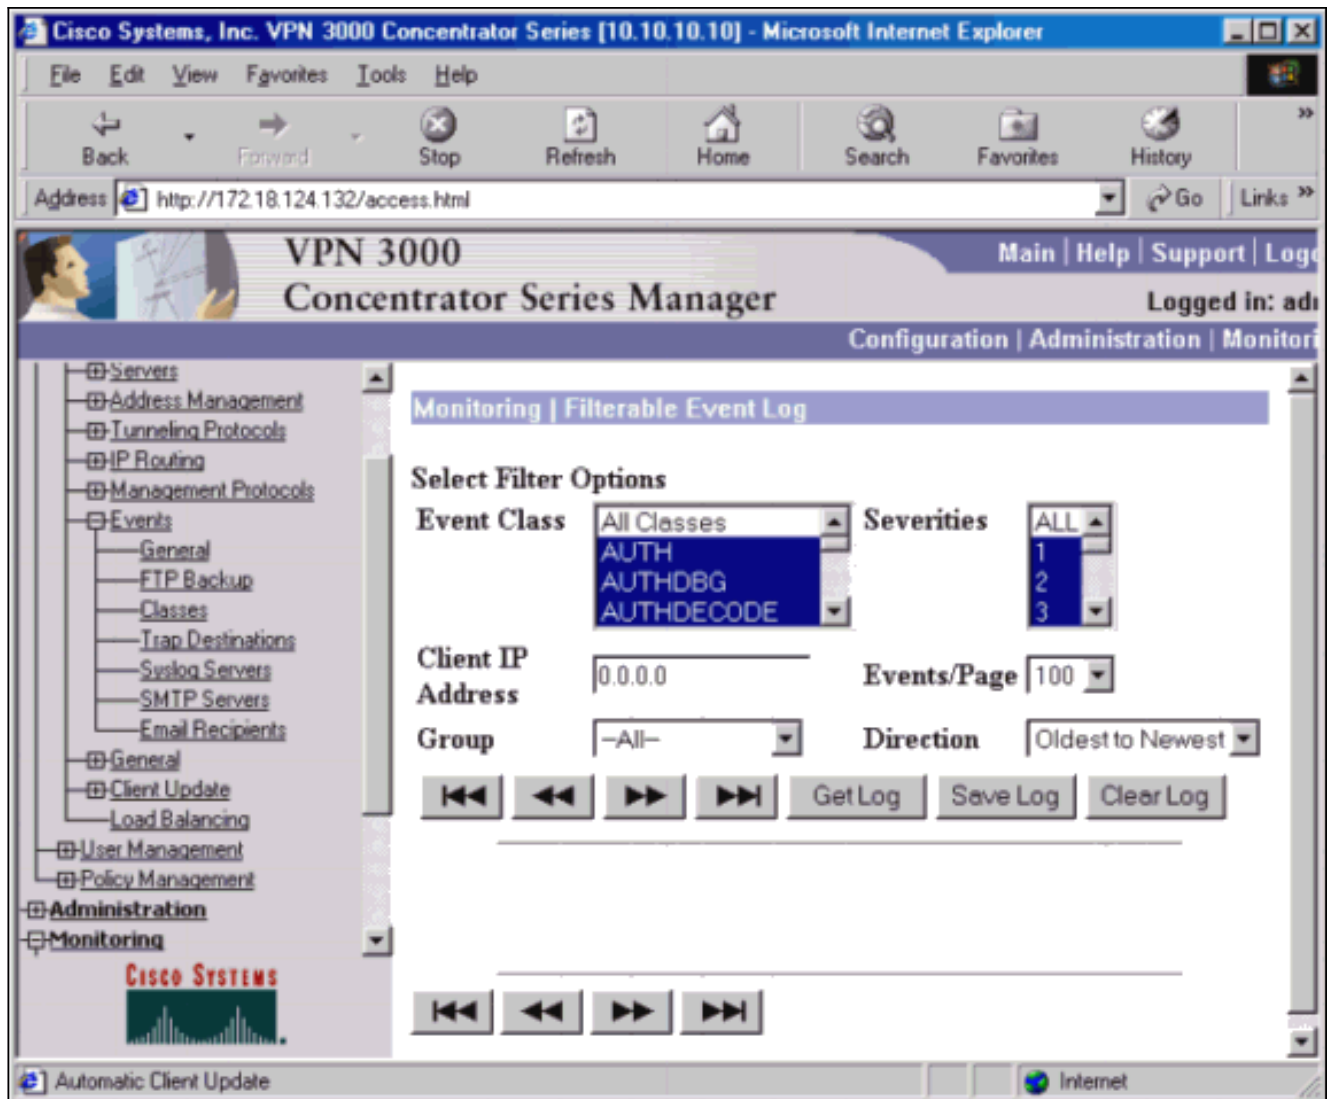 Cisco Systems, Inc. VPN 3000 Concentrator Series [10.10.10.10] - Microsoft Internet Explorer
File Edit View Favorites Tools Help
Back Forward Stop Refresh Home Search Favorites History »
Address http://172.18.124.132/access.html Go Links »
VPN 3000
Concentrator Series Manager
Main | Help | Support | Logo
Logged in: adm
Configuration | Administration | Monitori
Servers
Address Management
Tunneling Protocols
IP Routing
Management Protocols
Events
General
FTP Backup
Classes
Trap Destinations
Syslog Servers
SMTP Servers
Email Recipients
General
Client Update
Load Balancing
User Management
Policy Management
Administration
Monitoring
CISCO SYSTEMS
Monitoring | Filterable Event Log
Select Filter Options
Event Class All Classes Severities ALL
AUTH 1
AUTHDBG 2
AUTHDECODE 3
Client IP Address 0.0.0.0 Events/Page 100
Group --All-- Direction Oldest to Newest
Get Log Save Log Clear Log
Automatic Client Update Internet